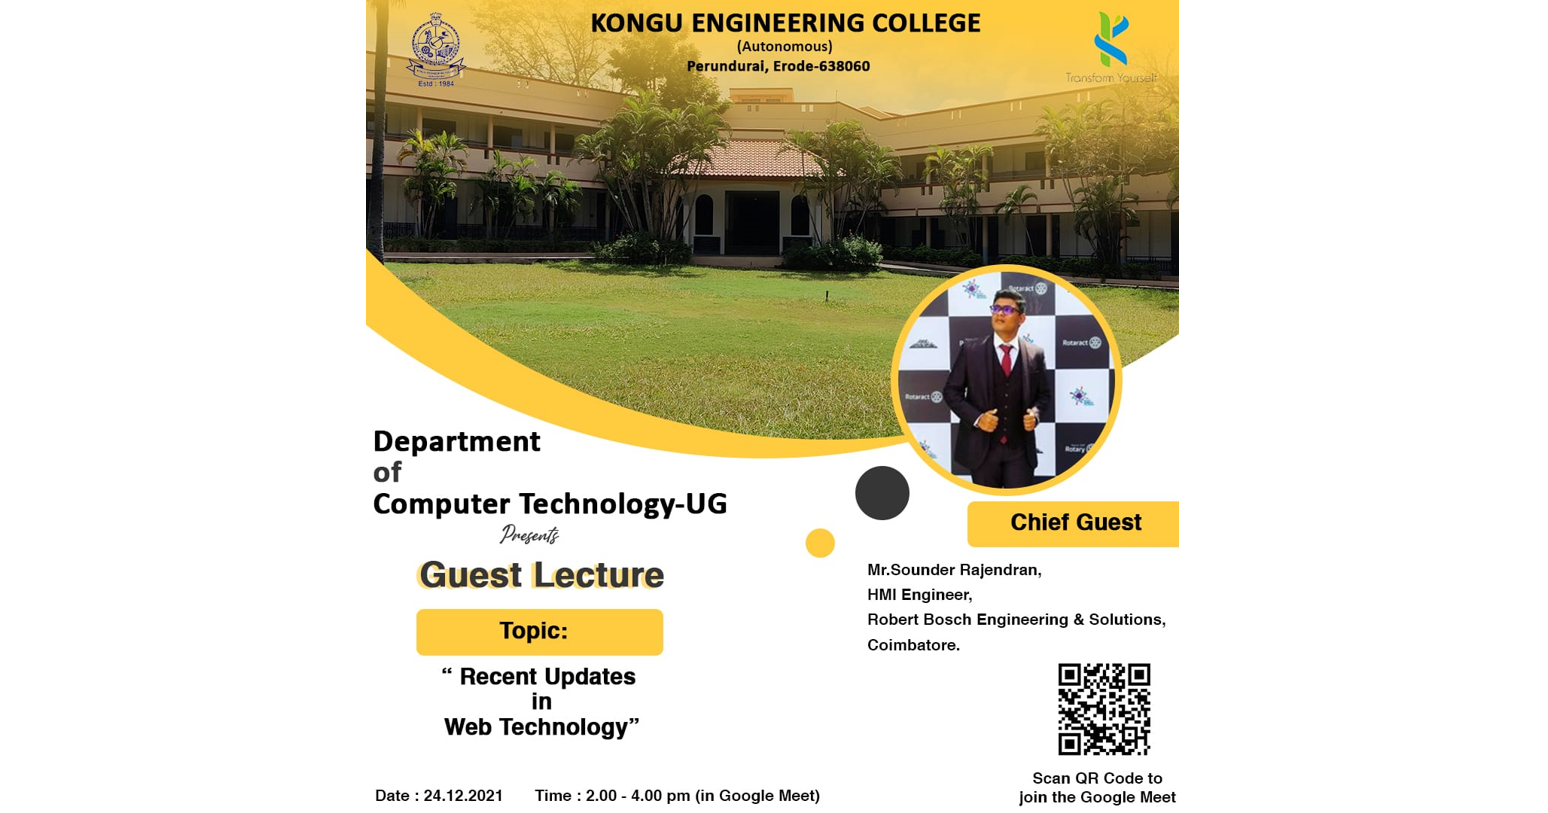 KONGU ENGINEERING COLLEGE
(Autonomous)
Perundurai, Erode-638060
Estd : 1984
Transform Yourself
Rotaract
Rotaract
Rotaract
Rotary
Department
of
Computer Technology-UG
Presents
Guest Lecture
Topic:
“ Recent Updates
in
Web Technology”
Chief Guest
Mr.Sounder Rajendran,
HMI Engineer,
Robert Bosch Engineering & Solutions,
Coimbatore.
Scan QR Code to
join the Google Meet
Date : 24.12.2021 Time : 2.00 - 4.00 pm (in Google Meet)